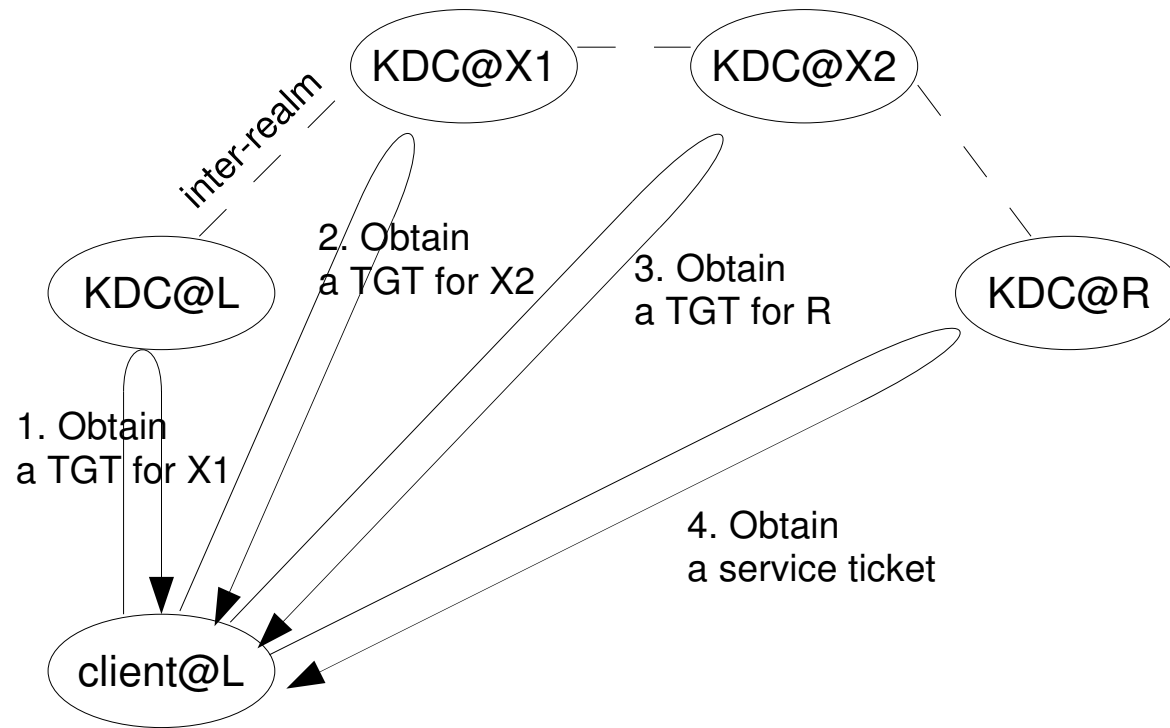 KDC@X1
KDC@X2
inter-realm
2. Obtain
a TGT for X2
3. Obtain
a TGT for R
KDC@L
KDC@R
1. Obtain
a TGT for X1
4. Obtain
a service ticket
client@L